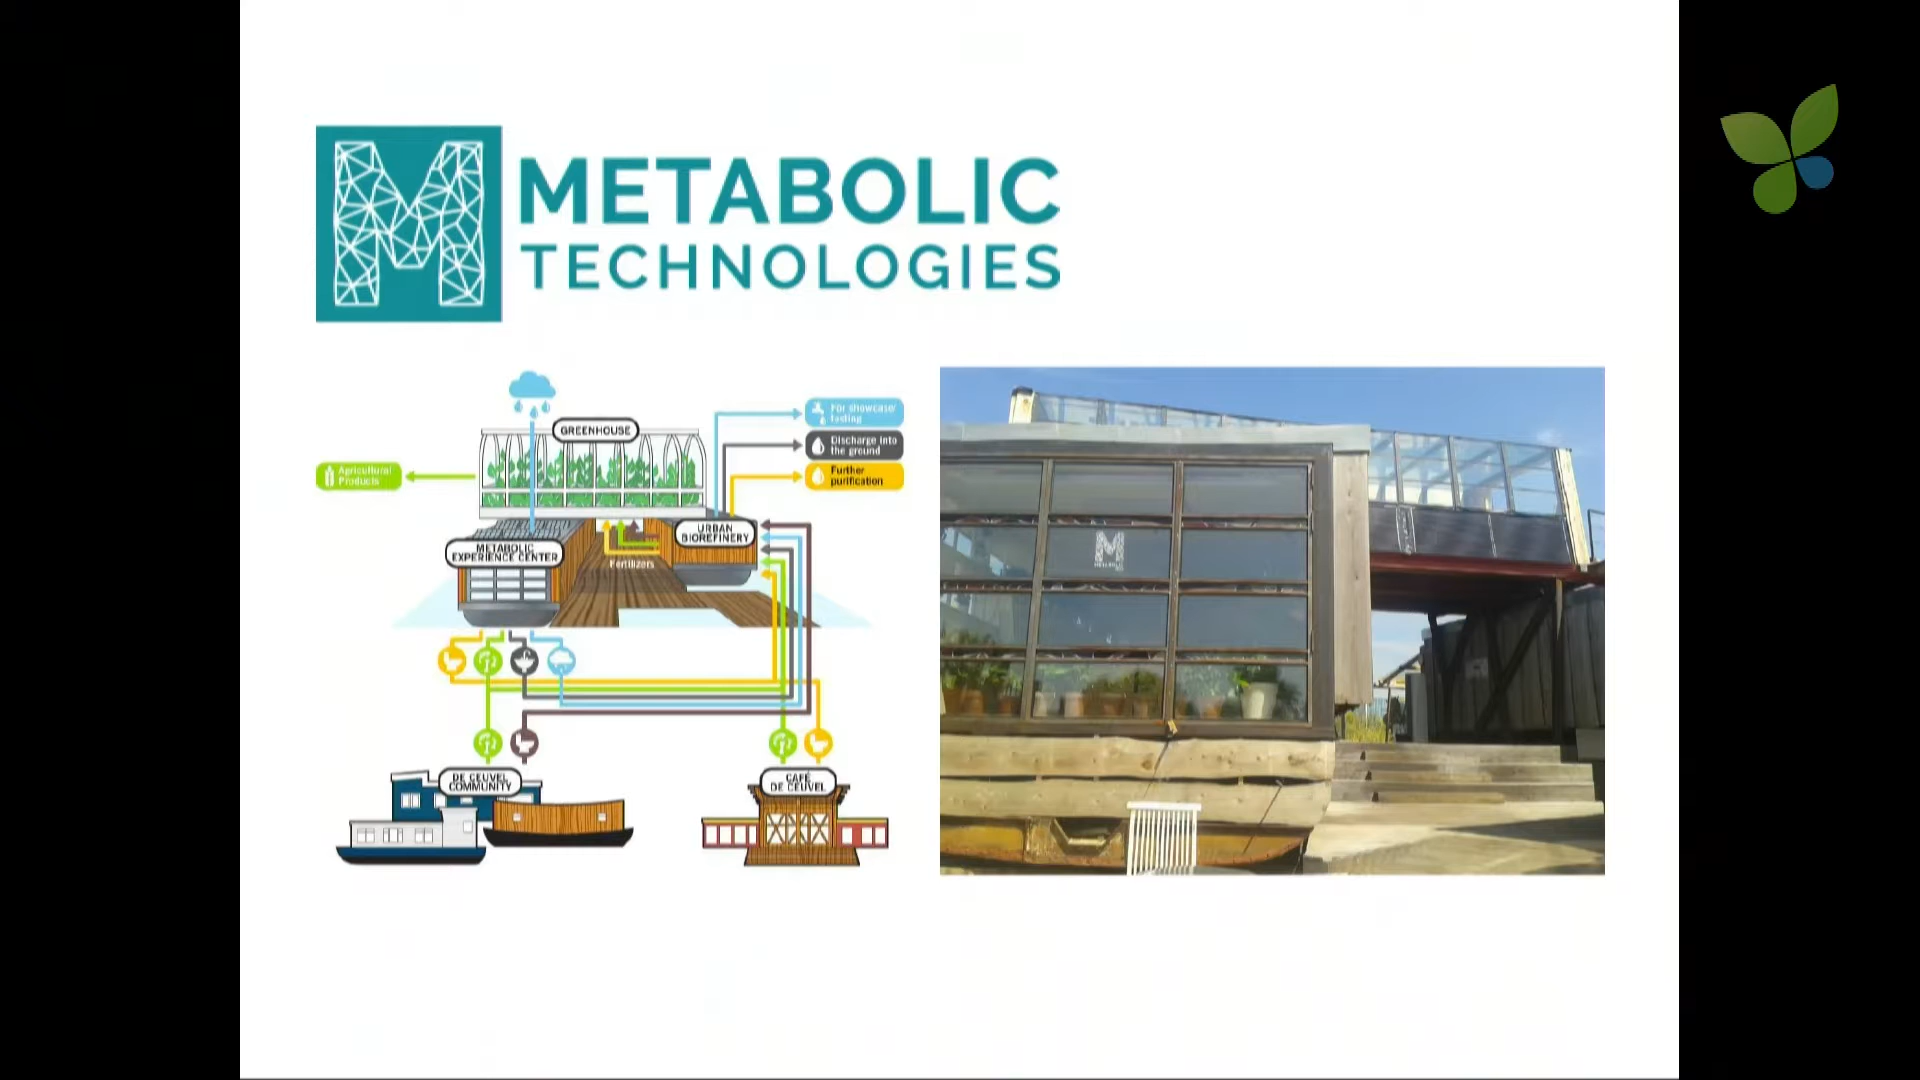 METABOLIC
TECHNOLOGIES
GREENHOUSE
For showcase/
tasting
Discharge into
the ground
Further
purification
Agricultural
Products
METABOLIC
EXPERIENCE CENTER
URBAN
BIOREFINERY
Fertilizers
DE CEUVEL
COMMUNITY
CAFÉ
DE CEUVEL